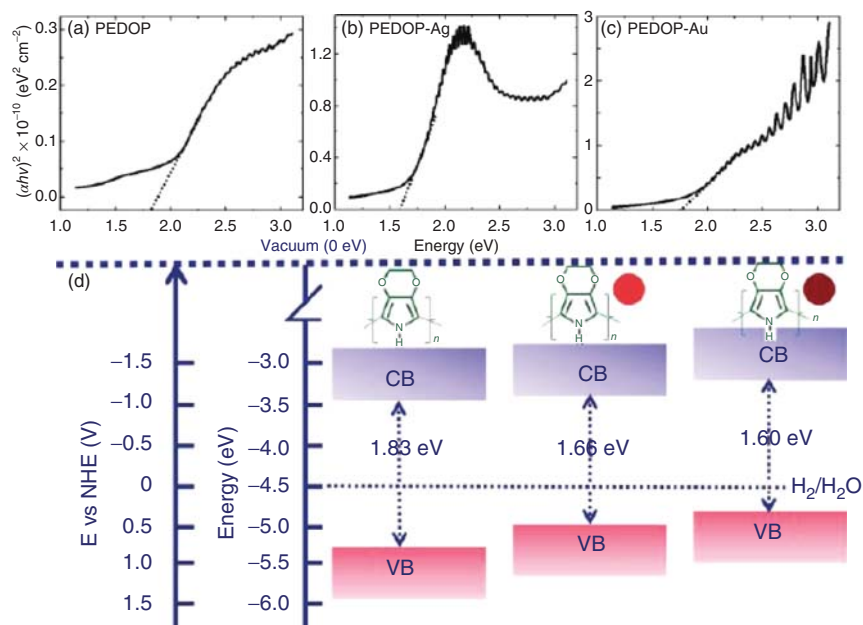 (a) PEDOP
(b) PEDOP-Ag
(c) PEDOP-Au
(αhν)² × 10⁻¹⁰ (eV² cm⁻²)
0.3
0.2
0.1
0.0
1.2
0.8
0.4
0.0
3
2
1
0
1.0 1.5 2.0 2.5 3.0
1.0 1.5 2.0 2.5 3.0
1.5 2.0 2.5 3.0
Vacuum (0 eV)
Energy (eV)
(d)
E vs NHE (V)
−1.5
−1.0
−0.5
0
0.5
1.0
1.5
Energy (eV)
−3.0
−3.5
−4.0
−4.5
−5.0
−5.5
−6.0
O O
N
H
n
CB
1.83 eV
VB
O O
N
H
n
CB
1.66 eV
VB
O O
N
H
n
CB
1.60 eV
VB
H₂/H₂O